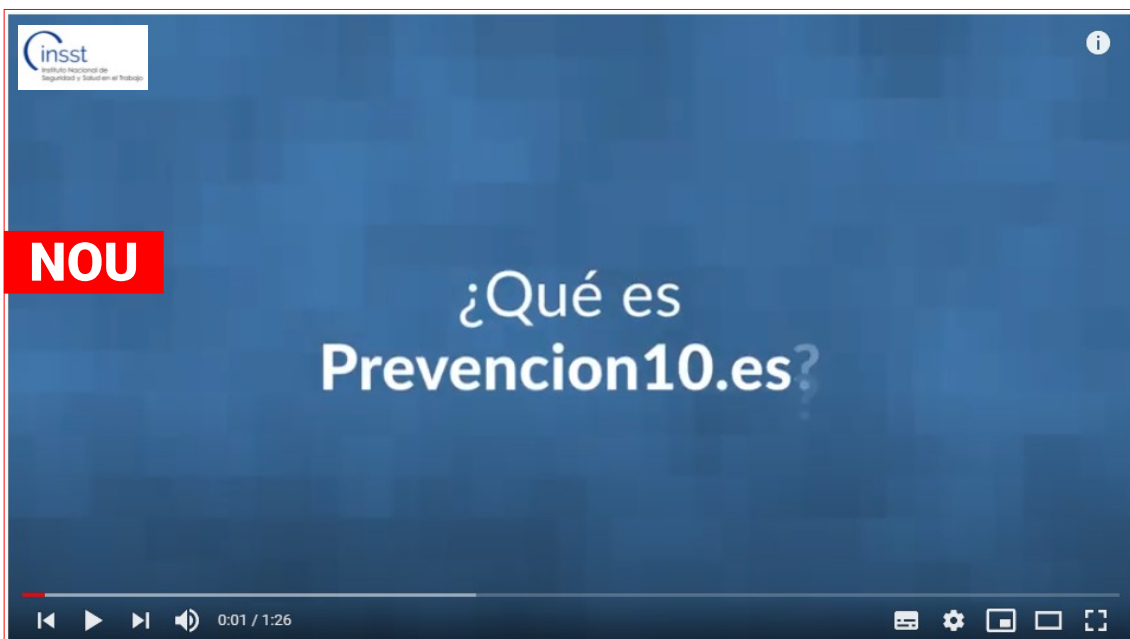 insst
Instituto Nacional de
Seguridad y Salud en el Trabajo
NOU
¿Qué es
Prevencion10.es?
0:01 / 1:26